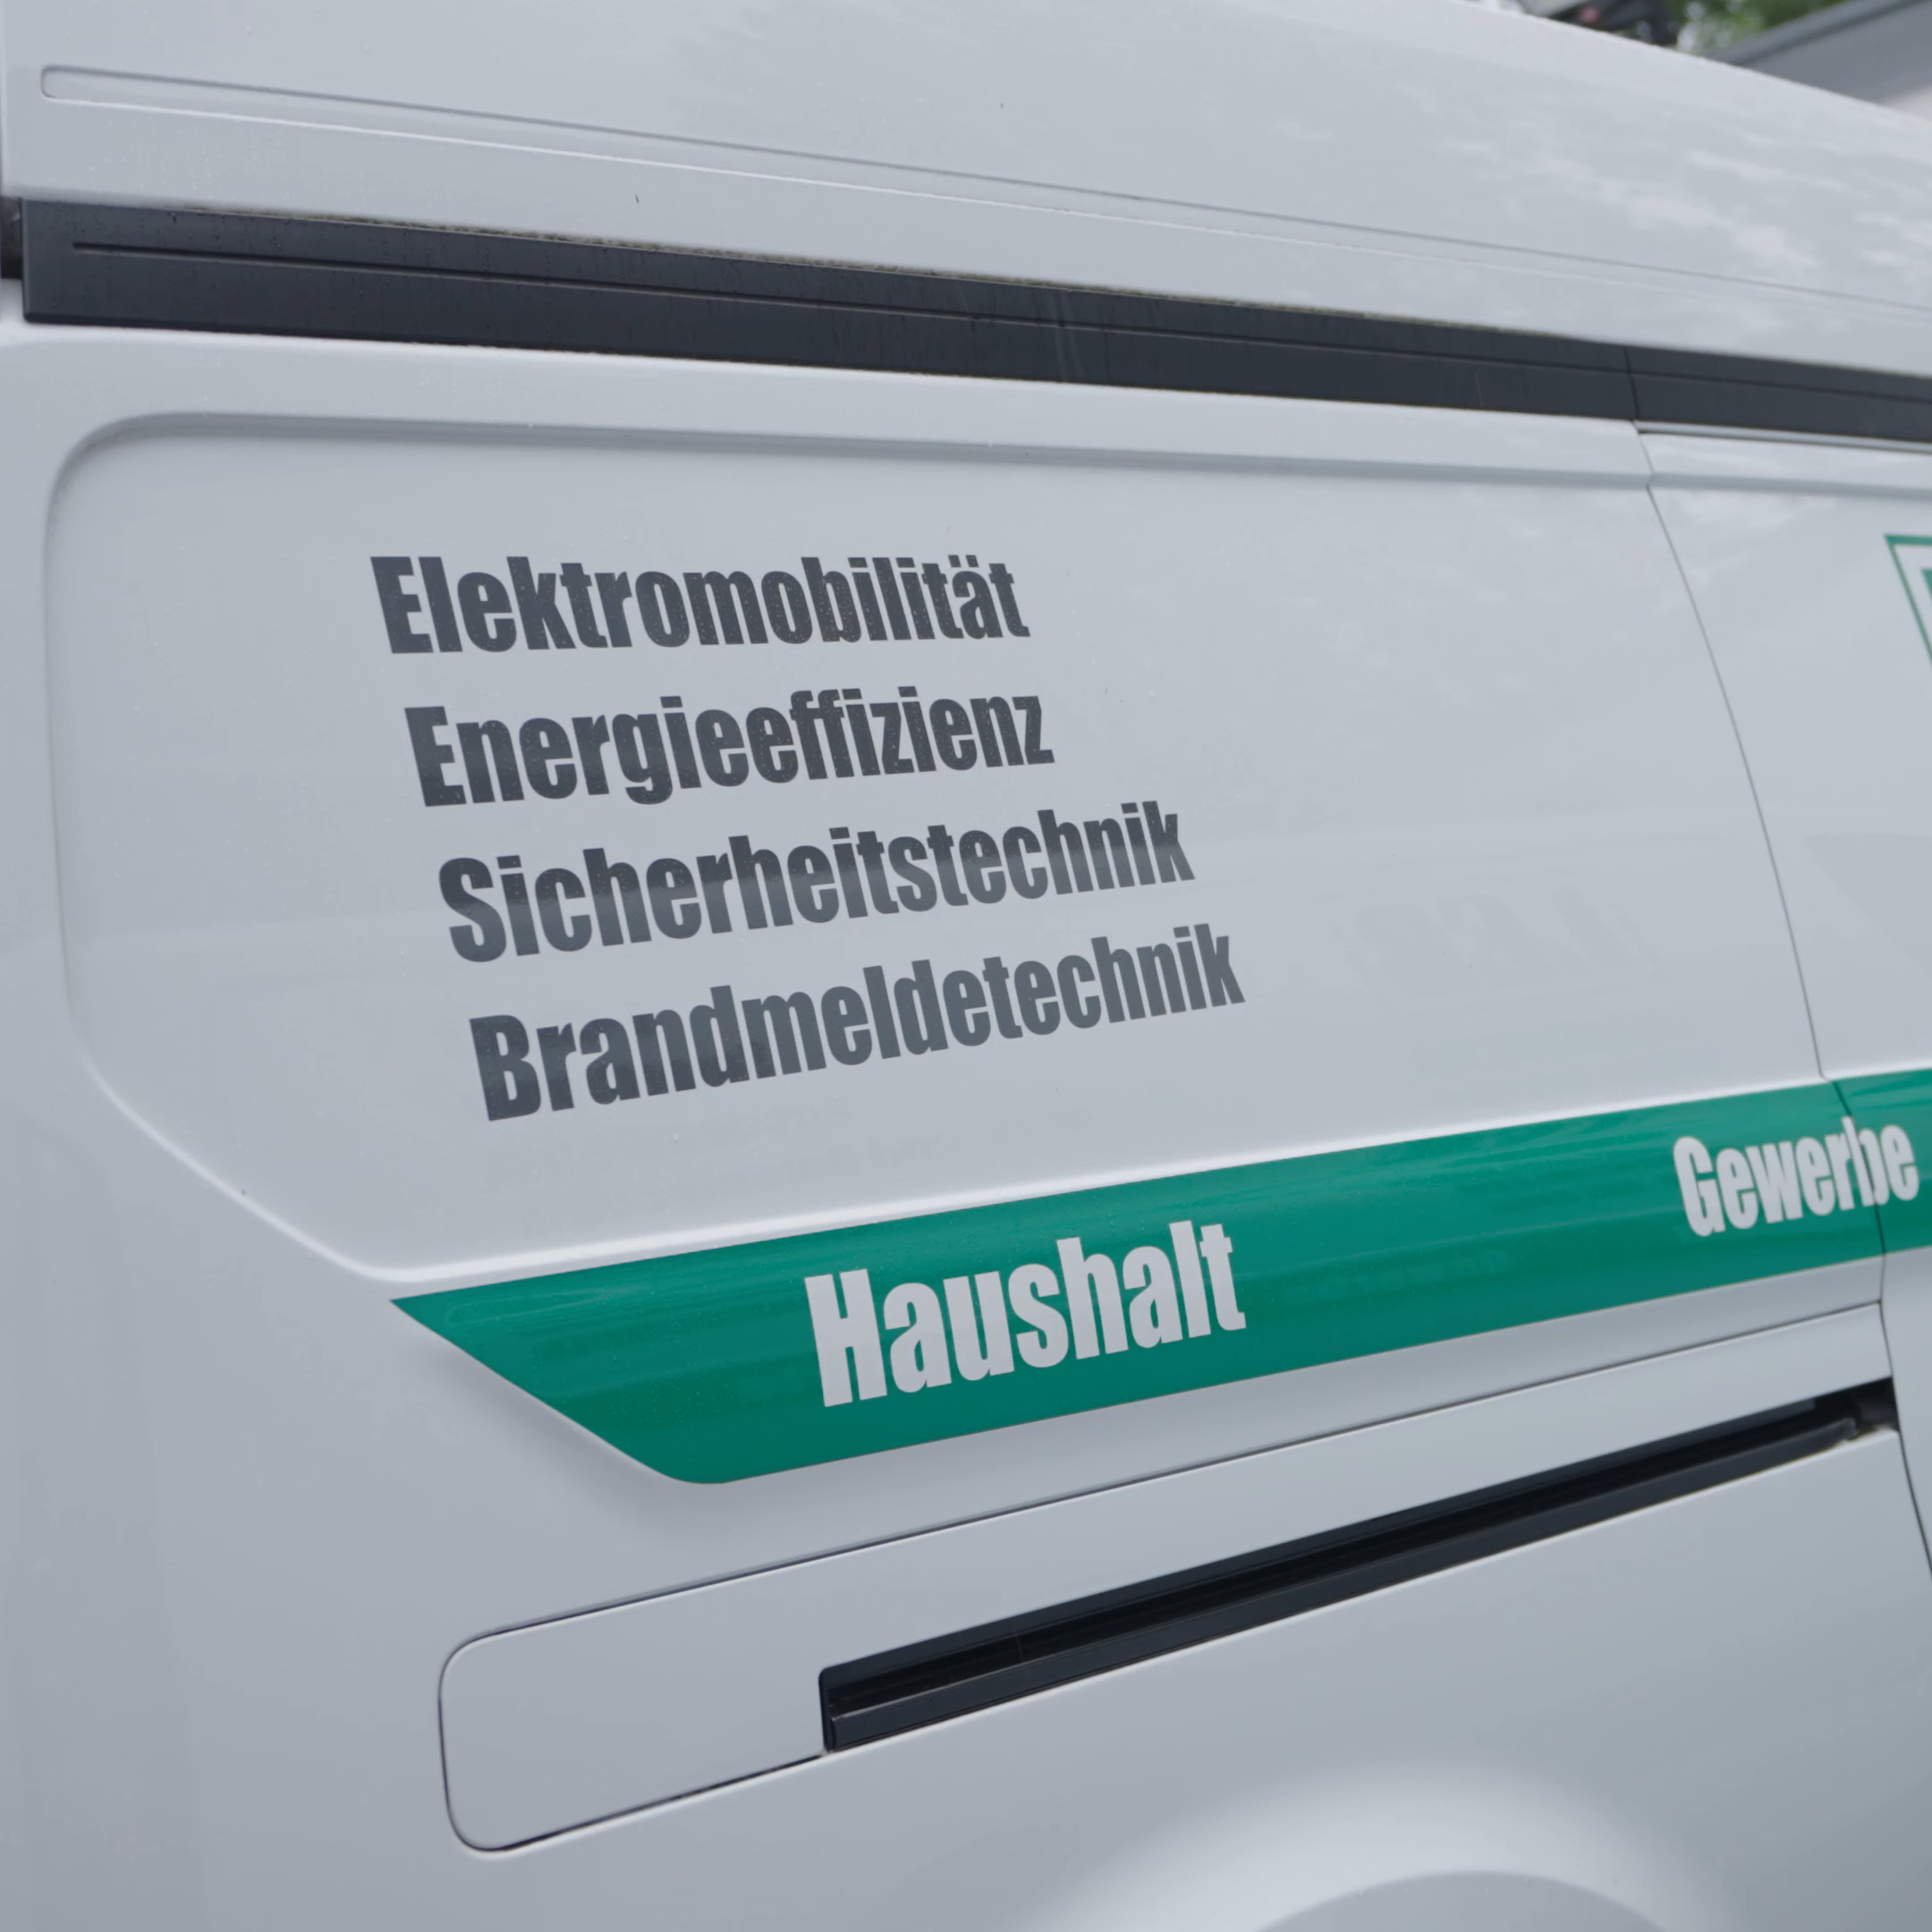 Elektromobilität
Energieeffizienz
Sicherheitstechnik
Brandmeldetechnik
Haushalt
Gewerbe